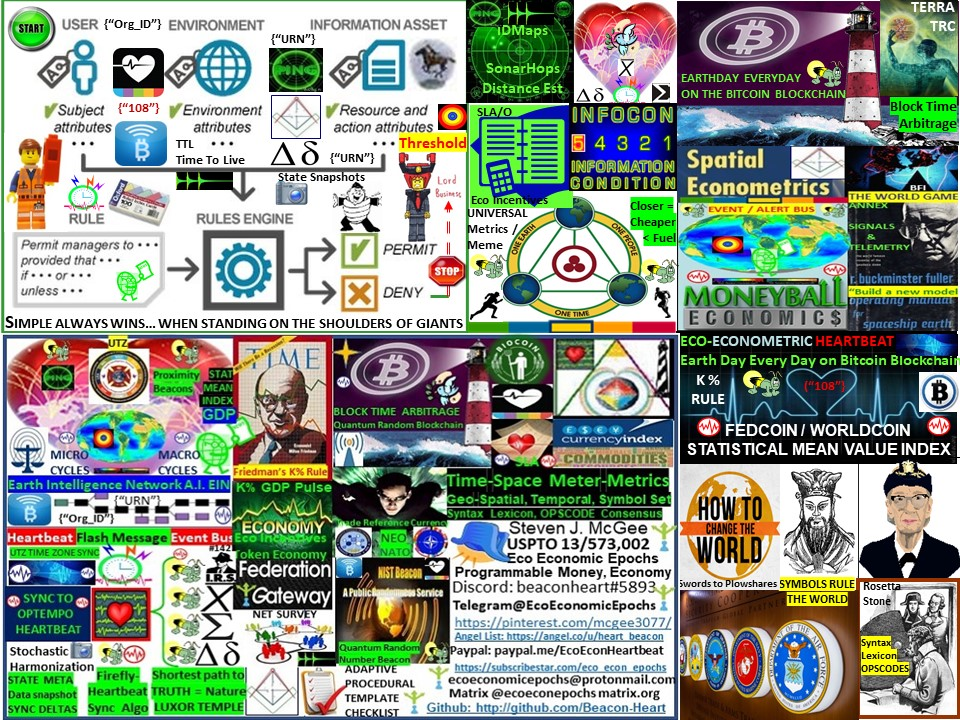 START
USER
{“Org_ID”}
ENVIRONMENT
INFORMATION ASSET
{“URN”}
MNG
Subject
attributes
{“108”}
Environment
attributes
Resource and
action attributes
Threshold
TTL
Time To Live
Δ δ
{“URN”}
State Snapshots
Lord
Business
Oxford
100
RULE
RULES ENGINE
Permit managers to • • •
provided that • • •
if • • • or • • •
unless • • •
PERMIT
DENY
STOP
SIMPLE ALWAYS WINS... WHEN STANDING ON THE SHOULDERS OF GIANTS
MNG
IDMaps
SonarHops
Distance Est
X
Δ δ
SLA/O
Eco Incentives
INFOCON
5 4 3 2 1
INFORMATION
CONDITION
UNIVERSAL
Metrics /
Meme
Closer =
Cheaper
< Fuel
ONE EARTH
ONE PEOPLE
ONE TIME
EARTHDAY EVERYDAY
ON THE BITCOIN BLOCKCHAIN
TERRA
TRC
Block Time
Arbitrage
Spatial
Econometrics
BFI
THE WORLD GAME
EVENT / ALERT BUS
ANNEX
SIGNALS
&
TELEMETRY
r. buckminster fuller
"Build a new model
operating manual
for
spaceship earth
MONEYBALL
ECONOMIC$
UTZ
MNG
Proximity
Beacons
STAT
MEAN
INDEX
GDP
MICRO
CYCLES
MACRO
CYCLES
Earth Intelligence Network A.I. EIN
{“URN”}
{“Org_ID”}
Heartbeat Flash Message Event Bus
UTZ TIME ZONE SYNC
I.R.S
SYNC TO
OPTEMPO
HEARTBEAT
X
Σ
Δ δ
Stochastic
Harmonization
STATE META
Data snapshot
SYNC DELTAS
Firefly-
Heartbeat
Sync Algo
Shortest path to
TRUTH = Nature
LUXOR TEMPLE
TIME
Friedman's K% Rule
K% GDP Pulse
ECONOMY
Eco Incentives
Token Economy
Federation
Gateway
NET SURVEY
ADAPTIVE
PROCEDURAL
TEMPLATE
CHECKLIST
BLOCK TIME ARBITRAGE
Quantum Random Blockchain
BIOCOIN
SLA
currencyindex
COMMODITIES
Trade Reference Currency
Time-Space Meter-Metrics
Geo-Spatial, Temporal, Symbol Set
Syntax Lexicon, OPSCODE Consensus
NEO
NATO
NIST Beacon
A Public Randomness Service
Quantum Random
Number Beacon
Steven J. McGee
USPTO 13/573,002
Eco Economic Epochs
Programmable Money, Economy
Discord: beaconheart#5893
Telegram@EcoEconomicEpochs
https://pinterest.com/mcgee3077/
Angel List: https://angel.co/u/heart_beacon
Paypal: paypal.me/EcoEconHeartbeat
https://subscribestar.com/eco_econ_epochs
ecoeconomicepochs@protonmail.com
Matrix @ecoeconepochs matrix.org
Github: http://github.com/Beacon-Heart
ECO-ECONOMETRIC HEARTBEAT
Earth Day Every Day on Bitcoin Blockchain
K %
RULE
{“108”}
FEDCOIN / WORLDCOIN
STATISTICAL MEAN VALUE INDEX
HOW TO
CHANGE THE
WORLD
Swords to Plowshares
SYMBOLS RULE
THE WORLD
Rosetta
Stone
Syntax
Lexicon
OPSCODES